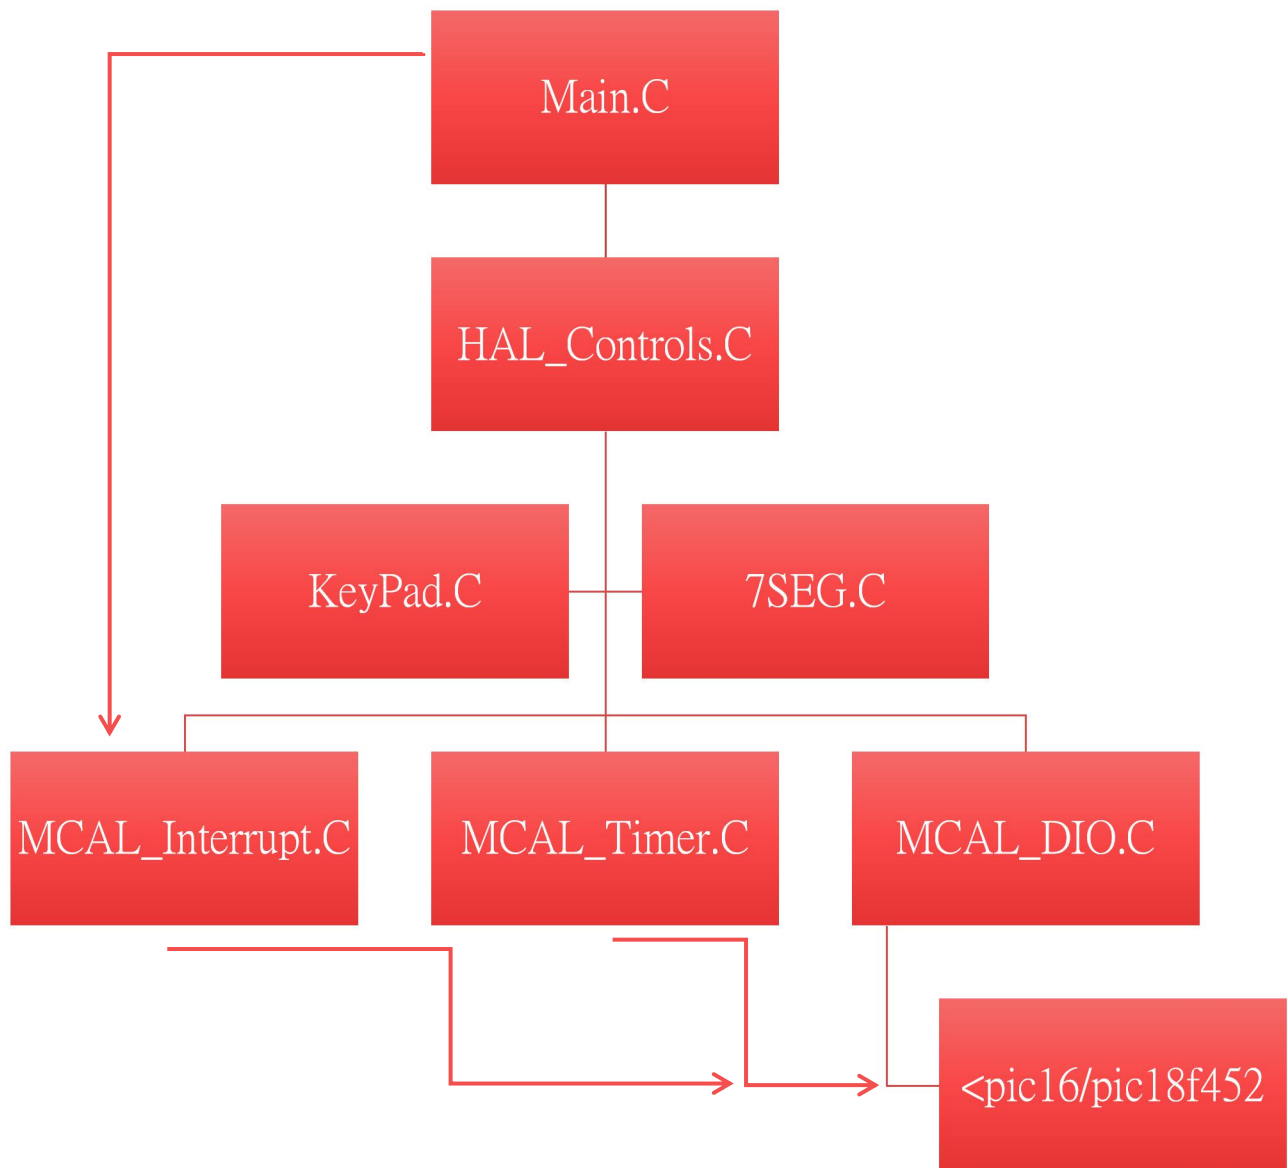 Main.C
HAL_Controls.C
KeyPad.C
7SEG.C
MCAL_Interrupt.C
MCAL_Timer.C
MCAL_DIO.C
<pic16/pic18f452